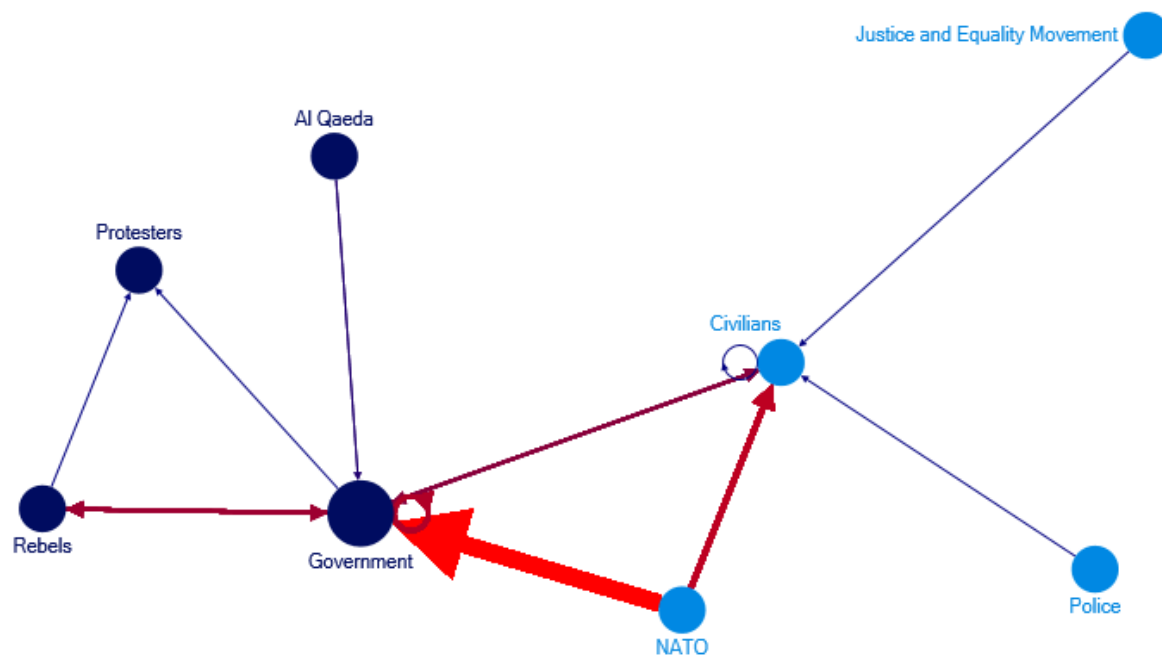 Justice and Equality Movement
Al Qaeda
Protesters
Civilians
Rebels
Government
Police
NATO